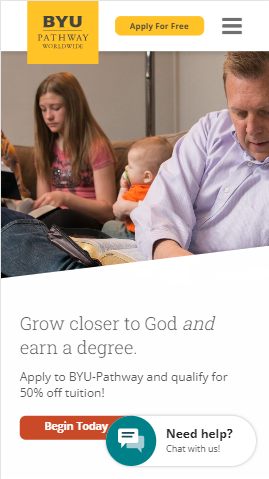 BYU
PATHWAY
WORLDWIDE
Apply For Free
Grow closer to God and
earn a degree.
Apply to BYU-Pathway and qualify for
50% off tuition!
Begin Today
Need help?
Chat with us!